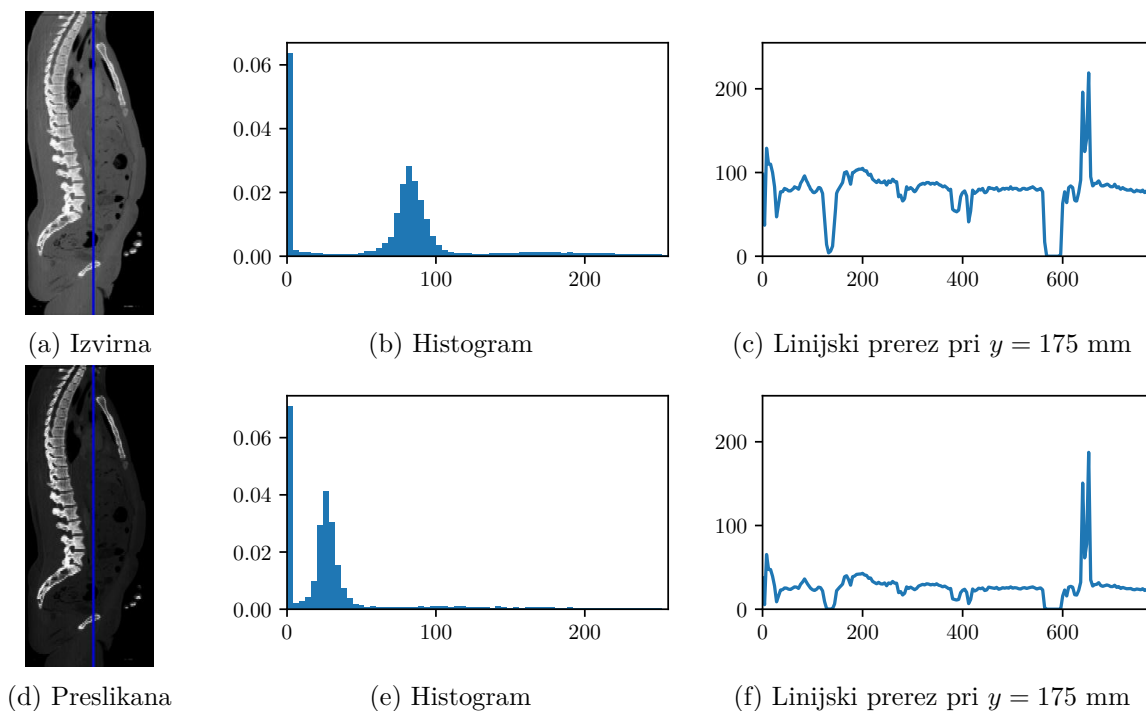 0.06
0.04
0.02
0.00
0 100 200
200
100
0
0 200 400 600
(a) Izvirna
(b) Histogram
(c) Linijski prerez pri y = 175 mm
0.06
0.04
0.02
0.00
0 100 200
200
100
0
0 200 400 600
(d) Preslikana
(e) Histogram
(f) Linijski prerez pri y = 175 mm